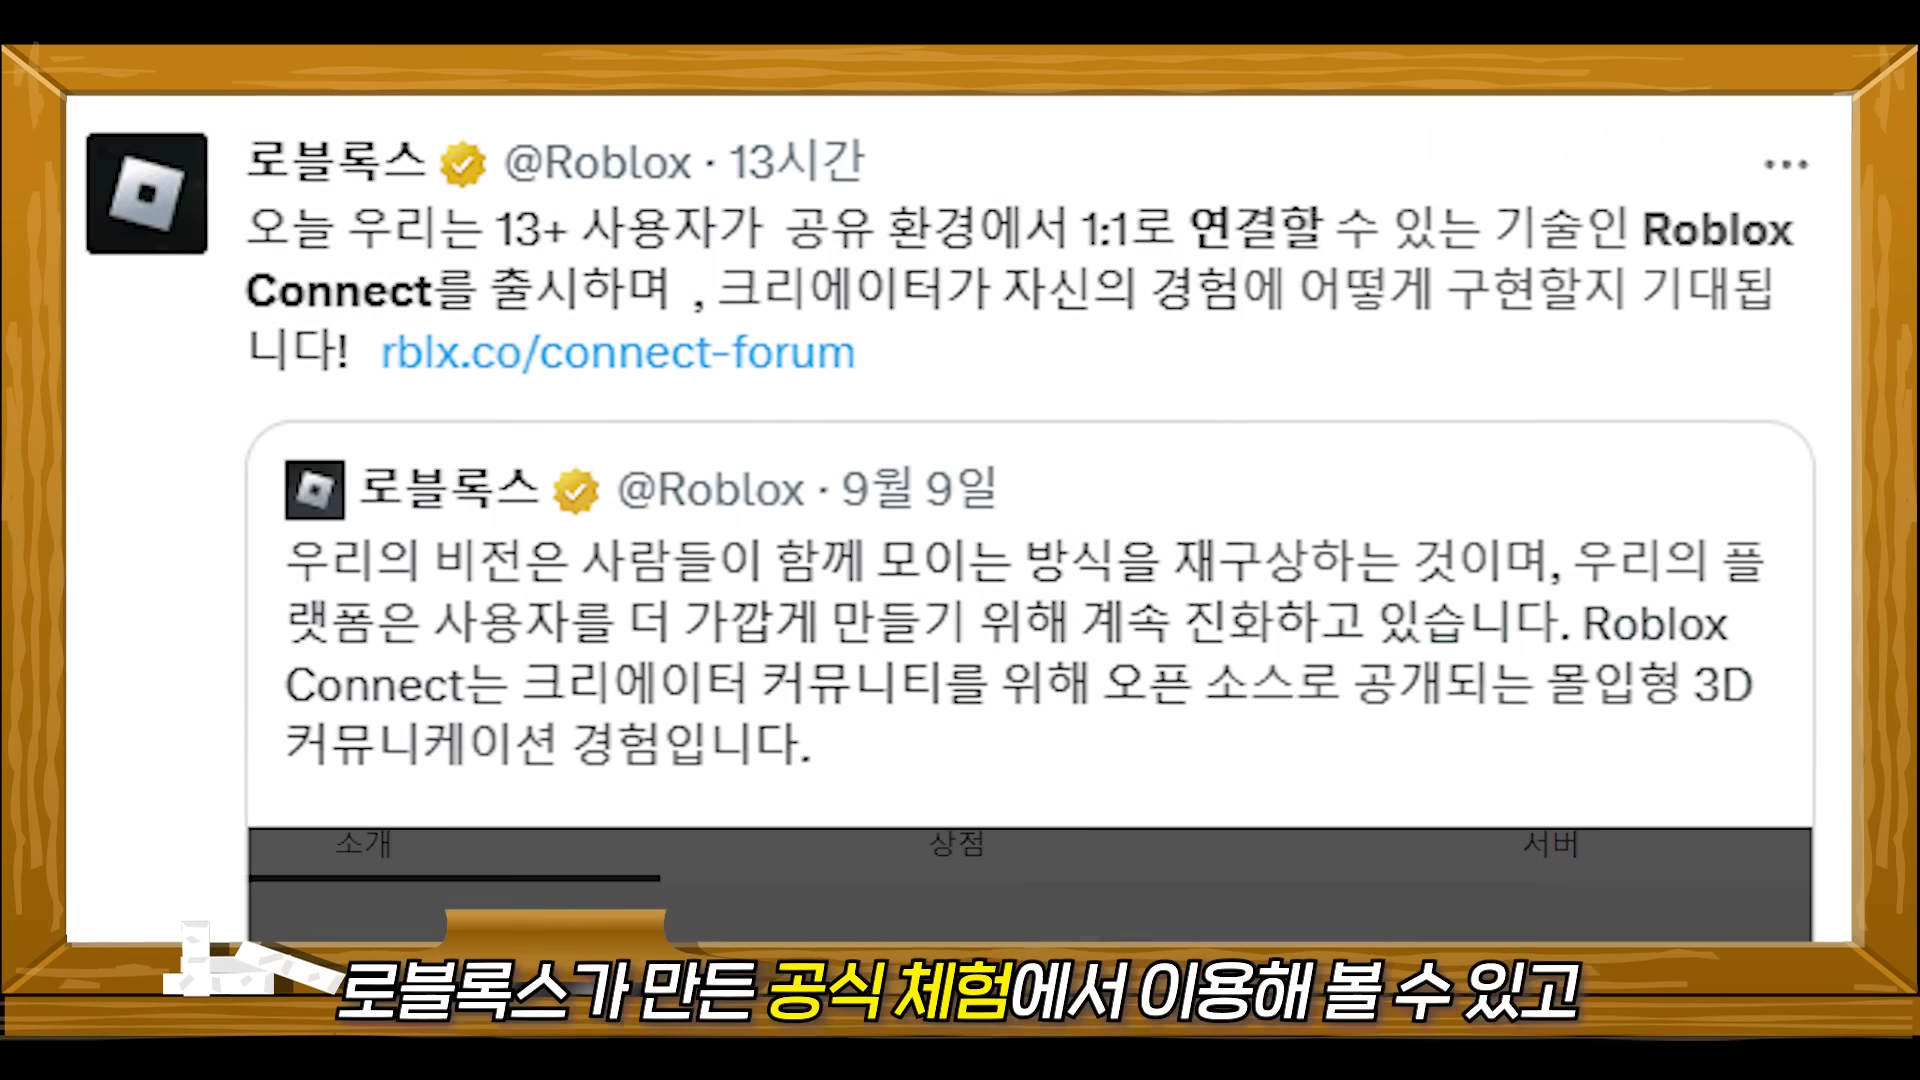 로블록스 @Roblox · 13시간
오늘 우리는 13+ 사용자가 공유 환경에서 1:1로 연결할 수 있는 기술인 Roblox
Connect를 출시하며 , 크리에이터가 자신의 경험에 어떻게 구현할지 기대됩
니다! rblx.co/connect-forum
로블록스 @Roblox · 9월 9일
우리의 비전은 사람들이 함께 모이는 방식을 재구상하는 것이며, 우리의 플
랫폼은 사용자를 더 가깝게 만들기 위해 계속 진화하고 있습니다. Roblox
Connect는 크리에이터 커뮤니티를 위해 오픈 소스로 공개되는 몰입형 3D
커뮤니케이션 경험입니다.
소개 상점 서버
로블록스가 만든 공식 체험에서 이용해 볼 수 있고